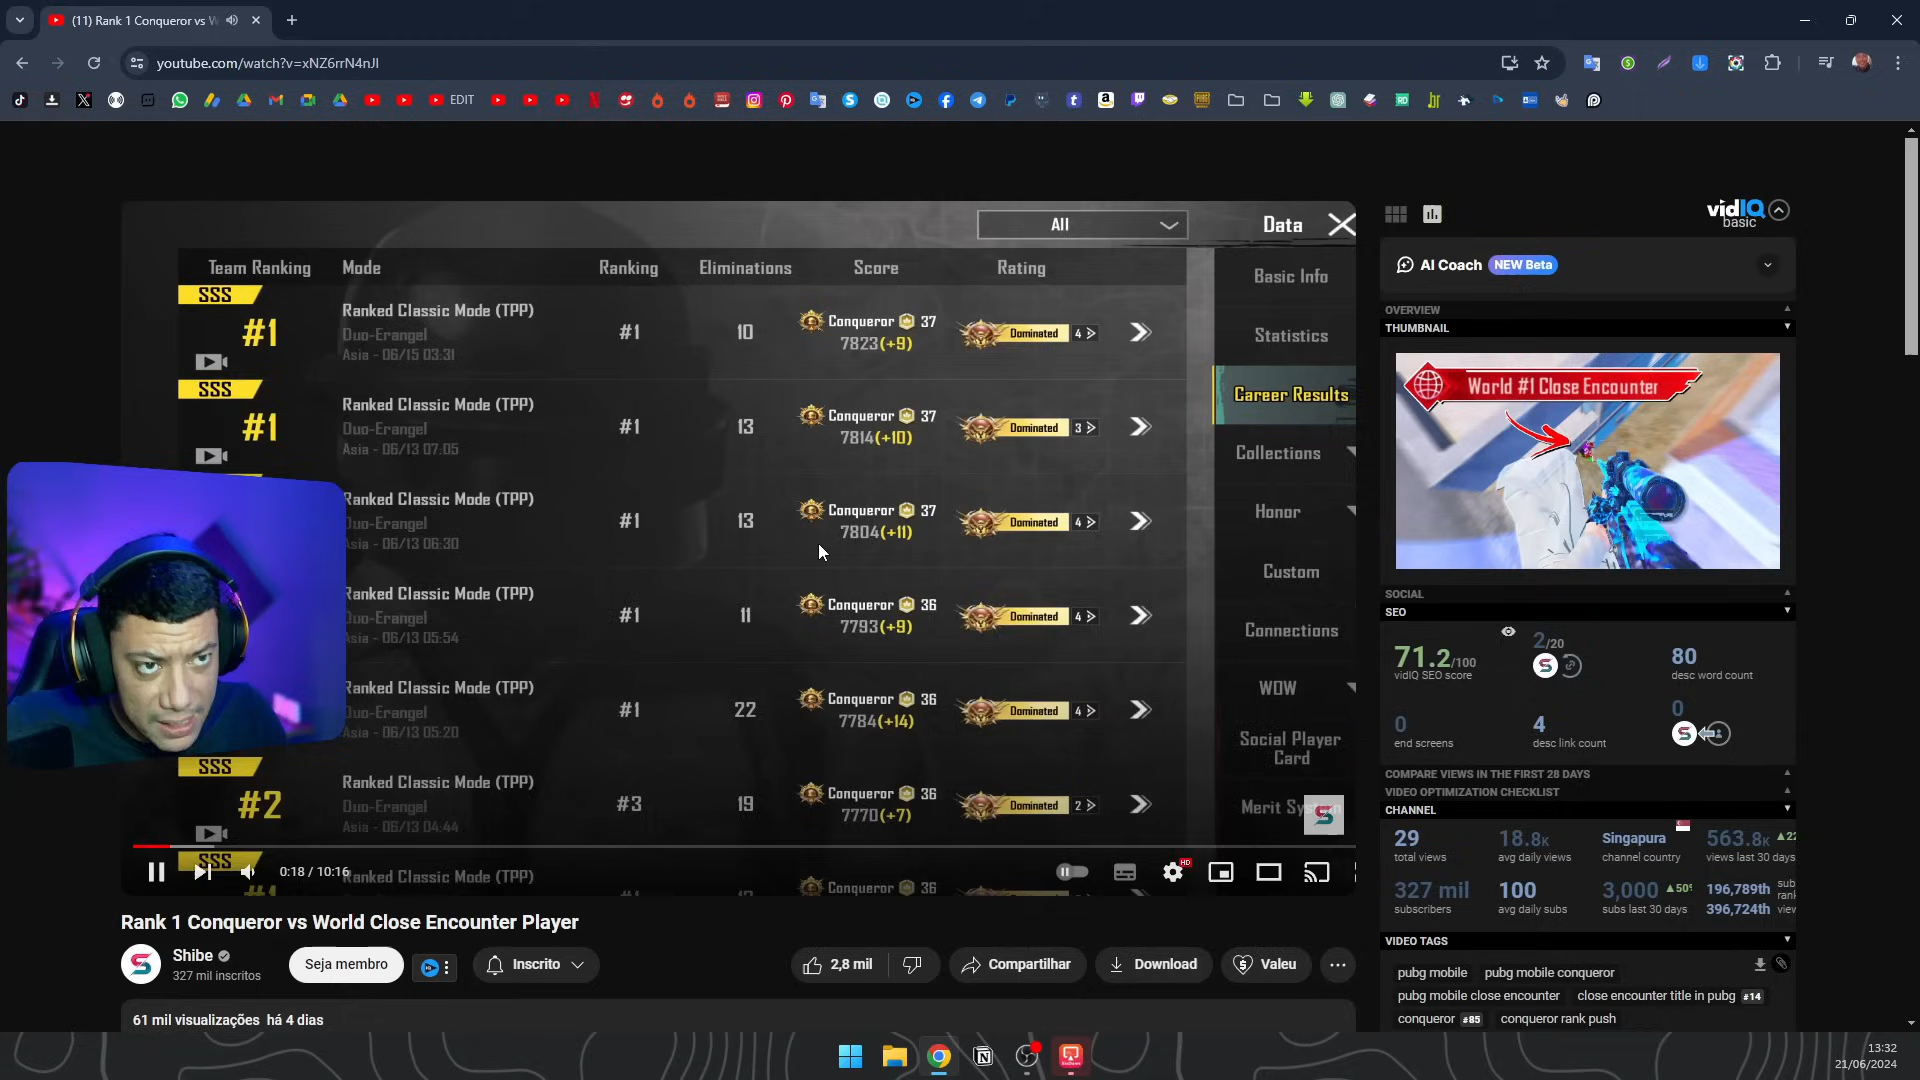 (11) Rank 1 Conqueror vs W
youtube.com/watch?v=xNZ6rrN4nJI
EDIT
All
Data
Team Ranking Mode Ranking Eliminations Score Rating
SSS
#1
Ranked Classic Mode (TPP)
Duo-Erangel
Asia - 06/15 03:31
#1
10
Conqueror 37
7823(+9)
Dominated 4
SSS
#1
Ranked Classic Mode (TPP)
Duo-Erangel
Asia - 06/13 07:05
#1
13
Conqueror 37
7814(+10)
Dominated 3
Ranked Classic Mode (TPP)
Duo-Erangel
Asia - 06/13 06:30
#1
13
Conqueror 37
7804(+11)
Dominated 4
Ranked Classic Mode (TPP)
Duo-Erangel
Asia - 06/13 05:54
#1
11
Conqueror 36
7793(+9)
Dominated 4
Ranked Classic Mode (TPP)
Duo-Erangel
Asia - 06/13 05:20
#1
22
Conqueror 36
7784(+14)
Dominated 4
SSS
#2
Ranked Classic Mode (TPP)
Duo-Erangel
Asia - 06/13 04:44
#3
19
Conqueror 36
7770(+7)
Dominated 2
SSS
Ranked Classic Mode (TPP)
Conqueror 36
Basic Info
Statistics
Career Results
Collections
Honor
Custom
Connections
WOW
Social Player
Card
Merit System
0:18 / 10:16
HD
Rank 1 Conqueror vs World Close Encounter Player
Shibe
327 mil inscritos
Seja membro
Inscrito
2,8 mil
Compartilhar
Download
Valeu
61 mil visualizações há 4 dias
vidIQ
basic
AI Coach NEW Beta
OVERVIEW
THUMBNAIL
World #1 Close Encounter
SOCIAL
SEO
71.2/100
vidIQ SEO score
2/20
80
desc word count
0
end screens
4
desc link count
0
COMPARE VIEWS IN THE FIRST 28 DAYS
VIDEO OPTIMIZATION CHECKLIST
CHANNEL
29
total views
18.8K
avg daily views
Singapura
channel country
563.8K
views last 30 days
327 mil
subscribers
100
avg daily subs
3,000 50
subs last 30 days
196,789th
396,724th
VIDEO TAGS
pubg mobile pubg mobile conqueror
pubg mobile close encounter close encounter title in pubg #14
conqueror #85 conqueror rank push
13:32
21/06/2024